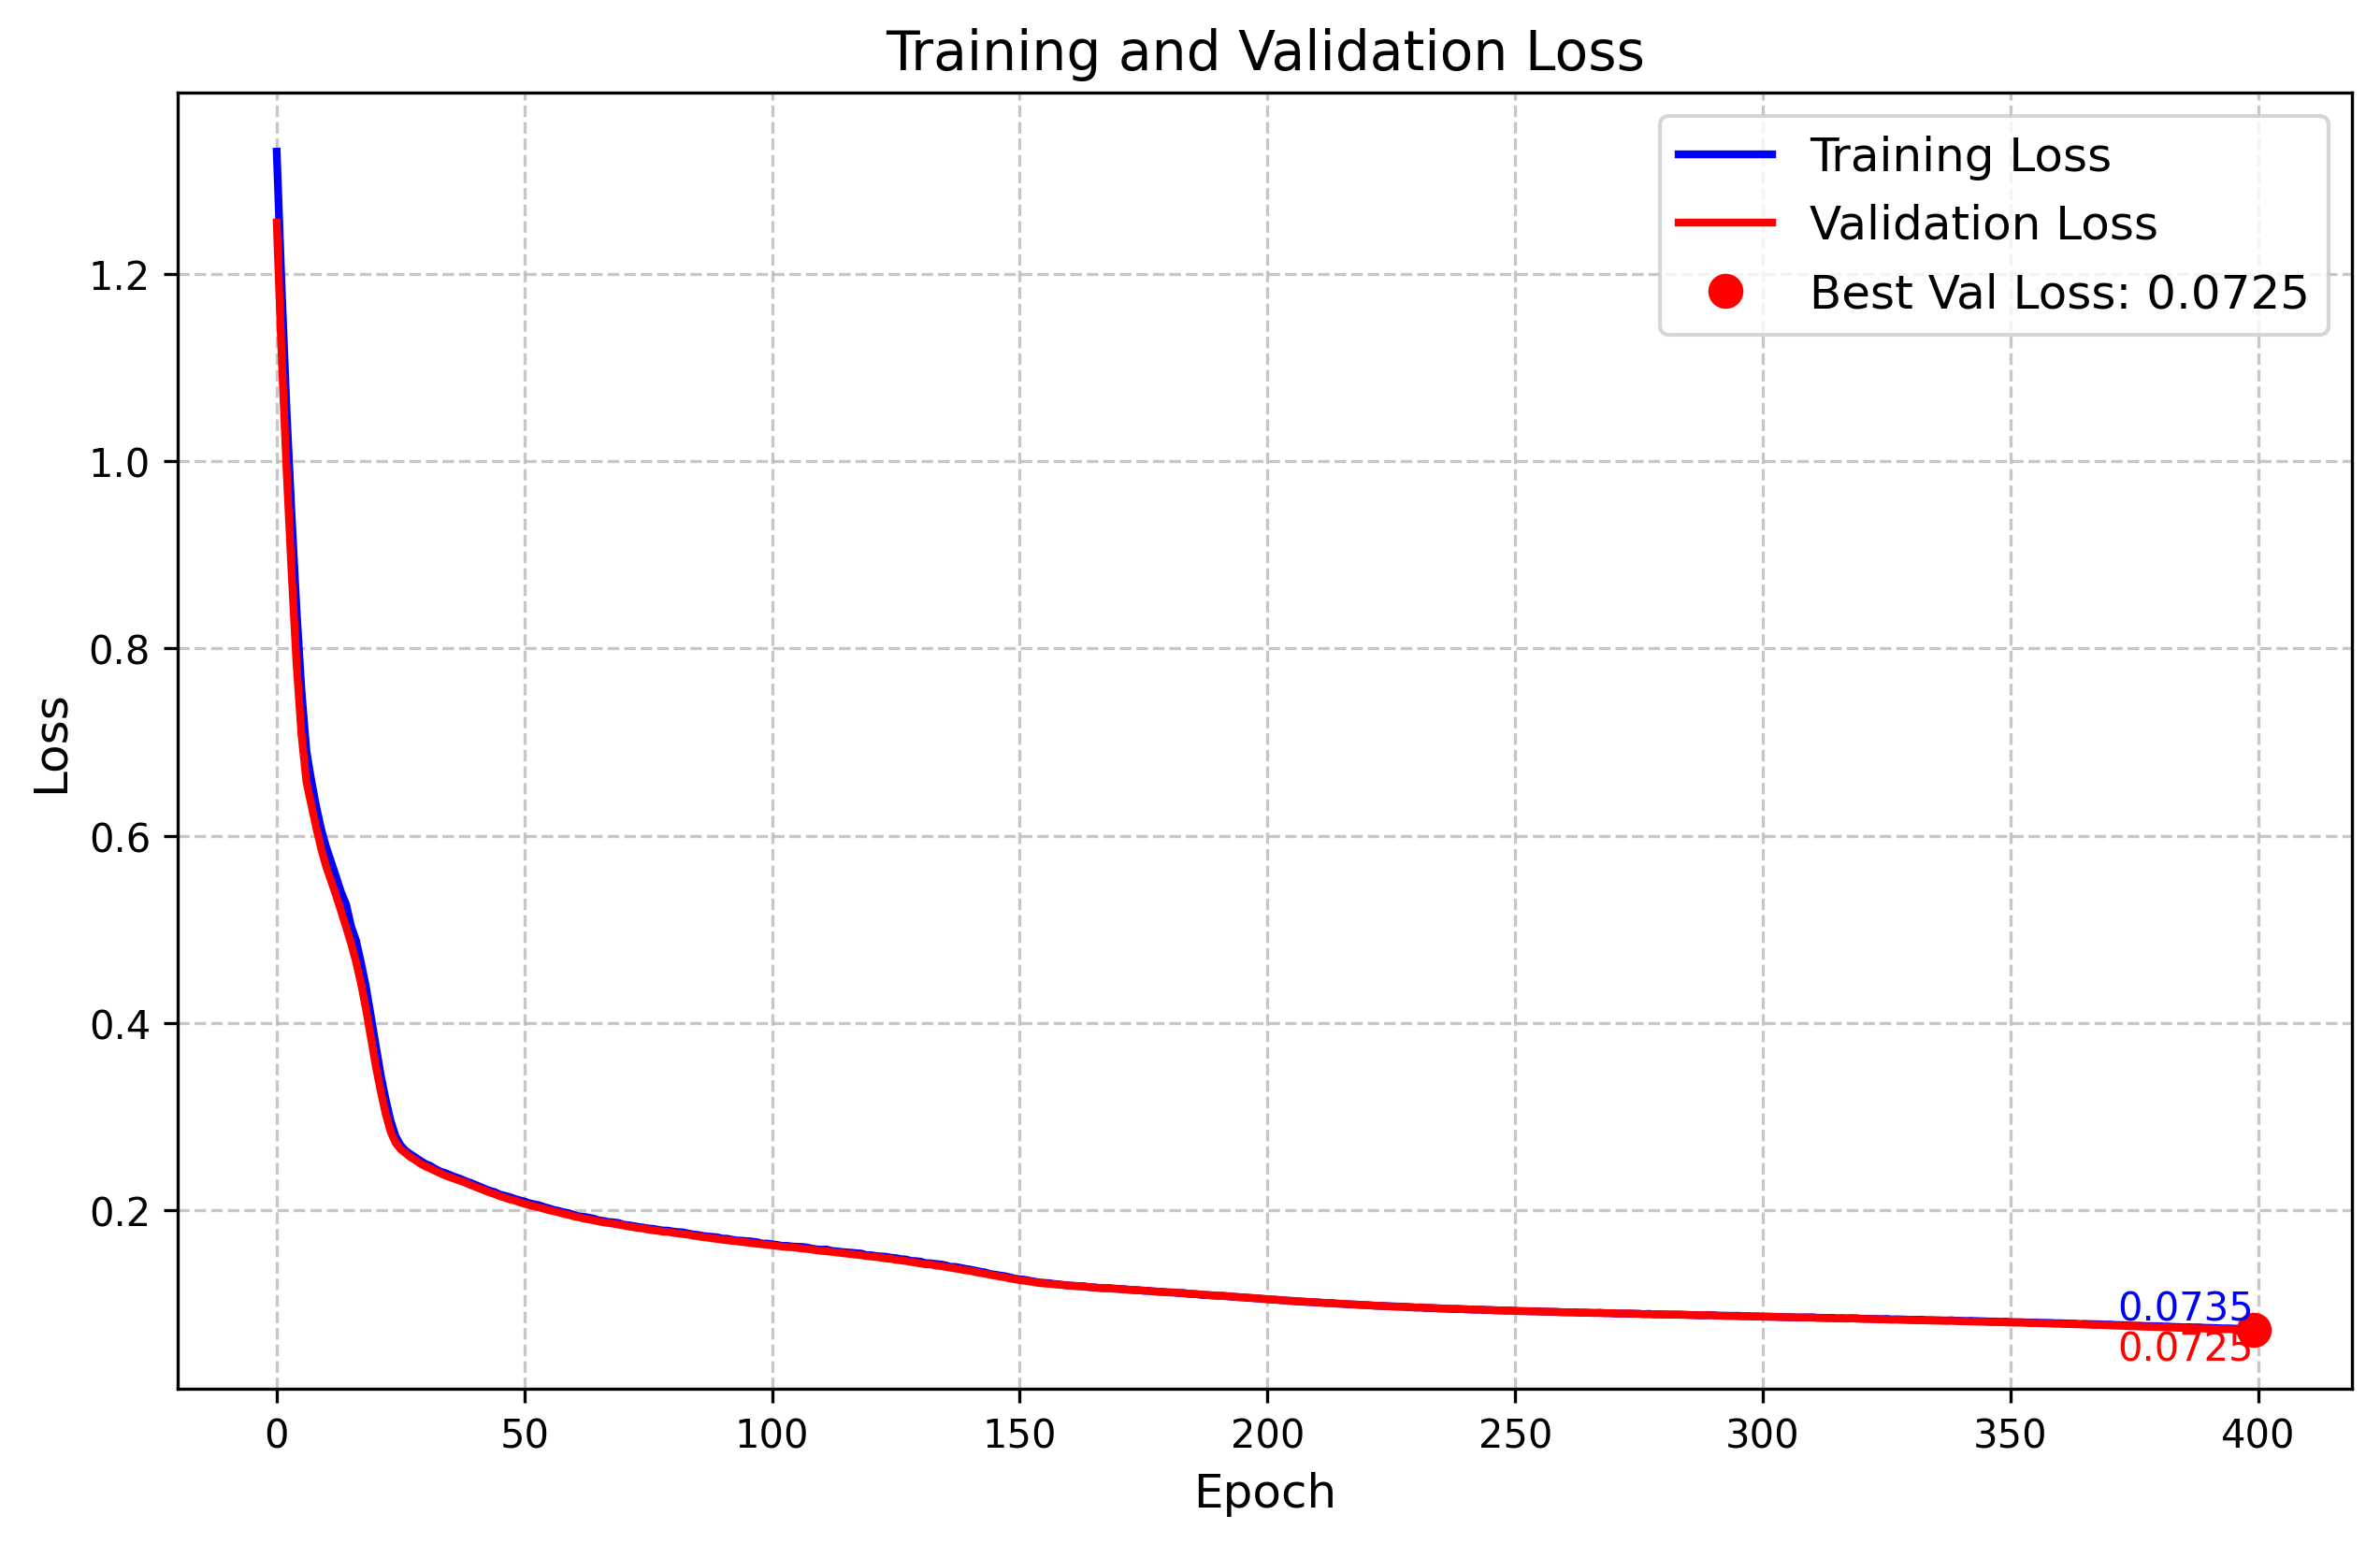 Training and Validation Loss
Training Loss
Validation Loss
Best Val Loss: 0.0725
1.2
1.0
0.8
0.6
0.4
0.2
Loss
0.0735
0.0725
0 50 100 150 200 250 300 350 400
Epoch